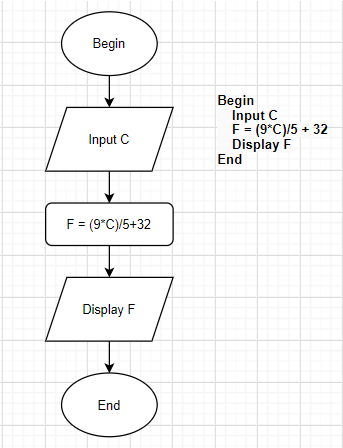 Begin
Input C
F = (9*C)/5+32
Display F
End
Begin
Input C
F = (9*C)/5 + 32
Display F
End